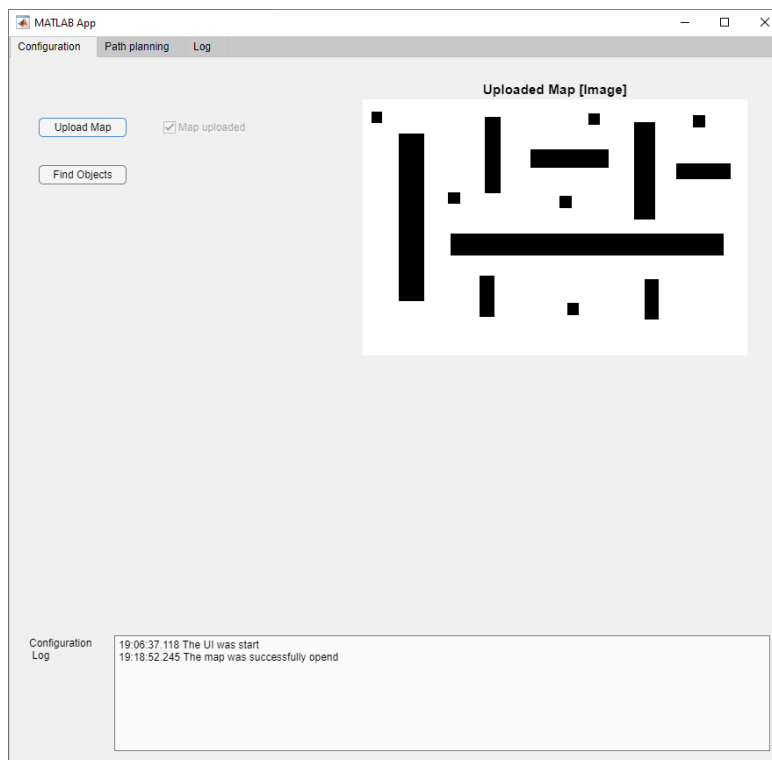 MATLAB App
Configuration Path planning Log
Uploaded Map [Image]
Upload Map
Map uploaded
Find Objects
Configuration
Log
19:06:37.118 The UI was start
19:18:52.245 The map was successfully opend